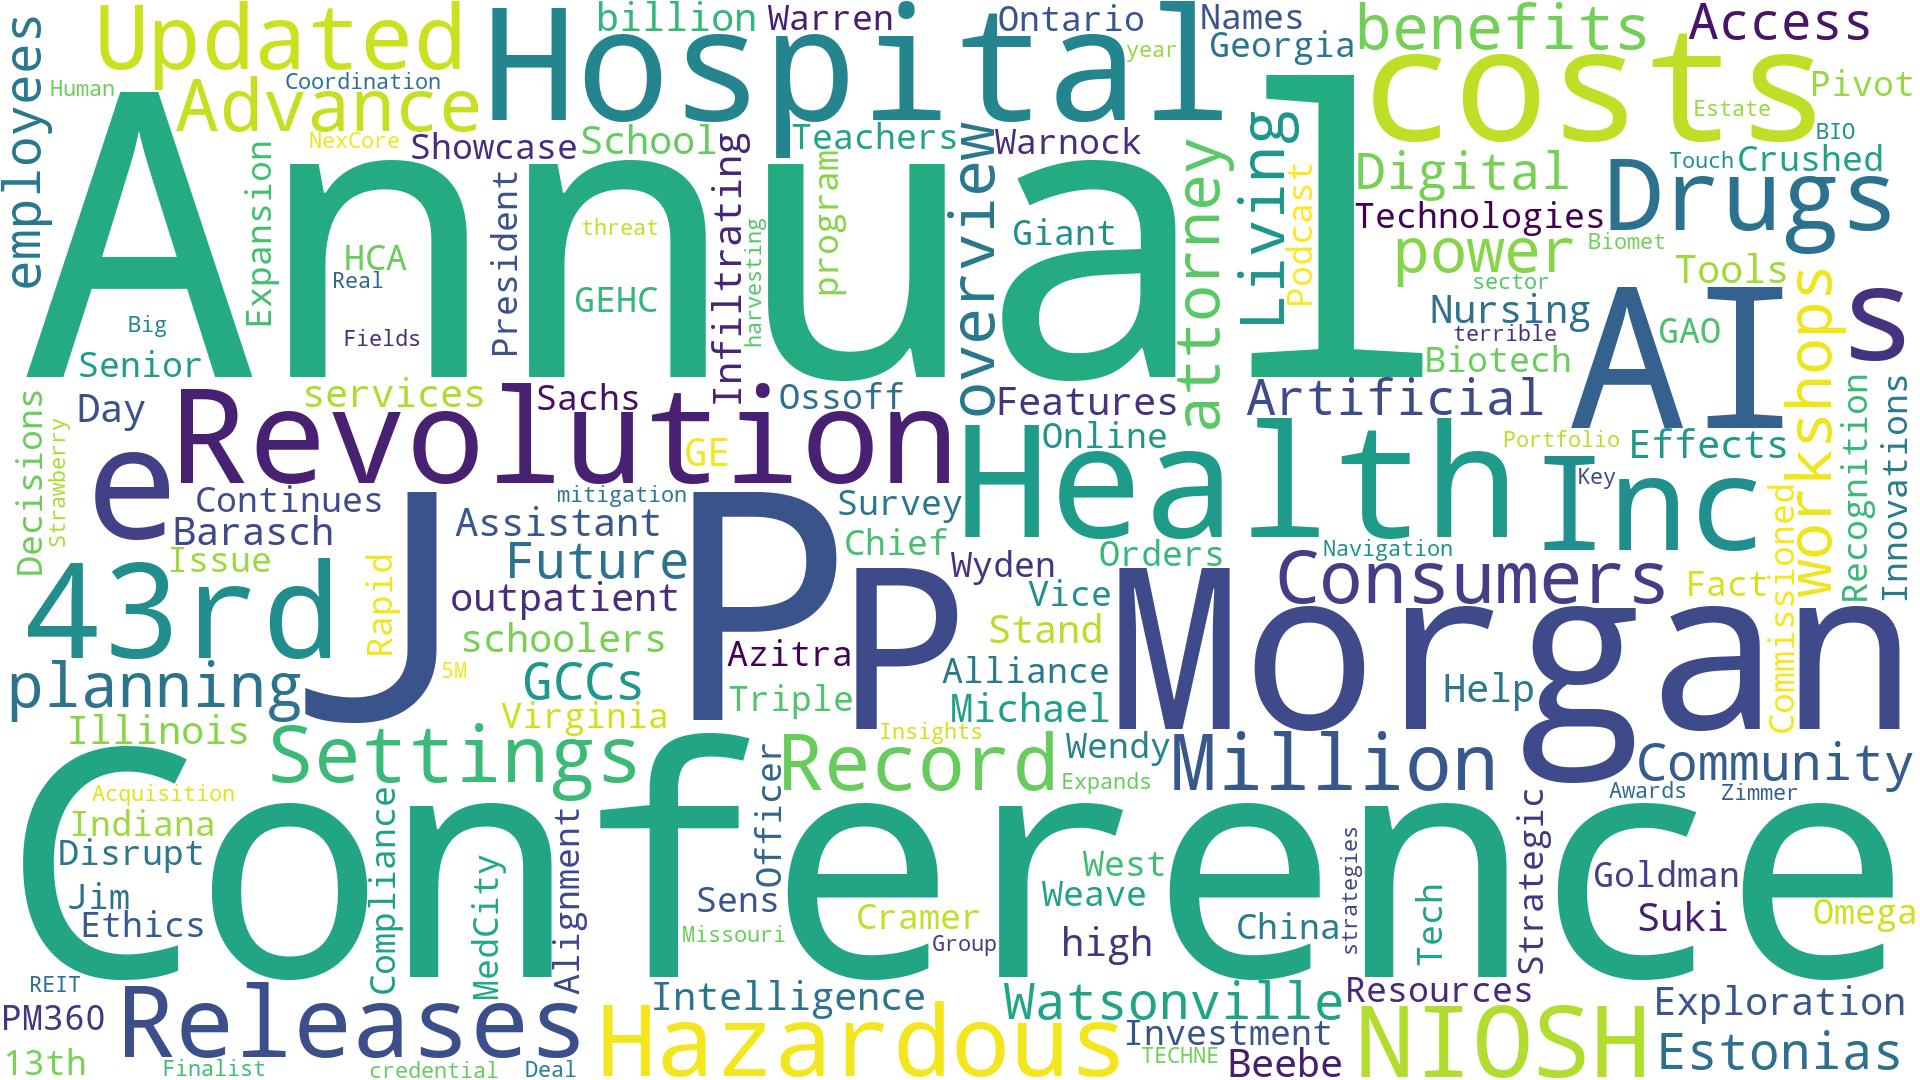 employees
Updated
Hospital
billion
Warren
Ontario
Names
Georgia
year
benefits
Access
costs
Pivot
Human
Coordination
Advance
Estate
BIO
NexCore
Showcase
School
Teachers
Warnock
Digital
Touch
Crushed
Drugs
Annual
Expansion
President
Infiltrating
program
overview
attorney
Living
Podcast
Technologies
power
Biomet
HCA
Real
threat
GEHC
harvesting
Giant
sector
Tools
Nursing
terrible
Biotech
GAO
AI
s
workshops
Big
Fields
Senior
Day
services
Sachs
Ossoff
Features
Artificial
Decisions
Strawberry
e
Revolution
GE
Online
Health
Portfolio
Effects
Key
Inc
Recognition
Innovations
Continues
Barasch
mitigation
Assistant
Survey
Chief
Orders
Navigation
Commissioned
Issue
43rd
Rapid
Future
outpatient
schoolers
J
P
P
Morgan
Wyden
Vice
Stand
Consumers
Fact
planning
5M
GCCs
Virginia
Azitra
Triple
Alliance
Michael
Help
Illinois
Settings
Insights
Record
Wendy
Expands
Million
Community
Acquisition
Indiana
Disrupt
Jim
Ethics
Conference
Compliance
MedCity
Alignment
Officer
Sens
Missouri
Cramer
Group
West
Weave
high
China
strategies
Tech
Strategic
Awards
Zimmer
Goldman
Suki
Omega
REIT
PM360
13th
Releases
Finalist
credential
Deal
Hazardous
Intelligence
Watsonville
Investment
TECHNE
Beebe
Resources
NIOSH
Exploration
Estonias